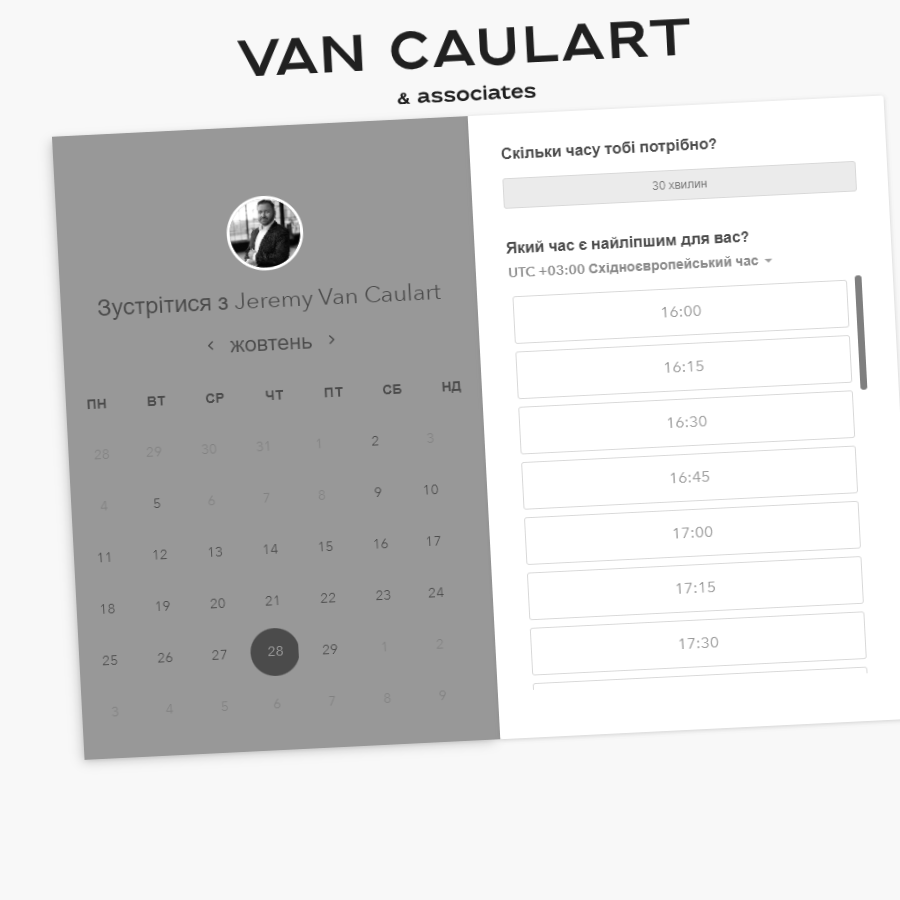 VAN CAULART
& associates
Зустрітися з Jeremy Van Caulart
‹ жовтень ›
ПН ВТ СР ЧТ ПТ СБ НД
28 29 30 31 1 2 3
4 5 6 7 8 9 10
11 12 13 14 15 16 17
18 19 20 21 22 23 24
25 26 27 28 29 1 2
3 4 5 6 7 8 9
Скільки часу тобі потрібно?
30 хвилин
Який час є найліпшим для вас?
UTC +03:00 Східноєвропейський час
16:00
16:15
16:30
16:45
17:00
17:15
17:30